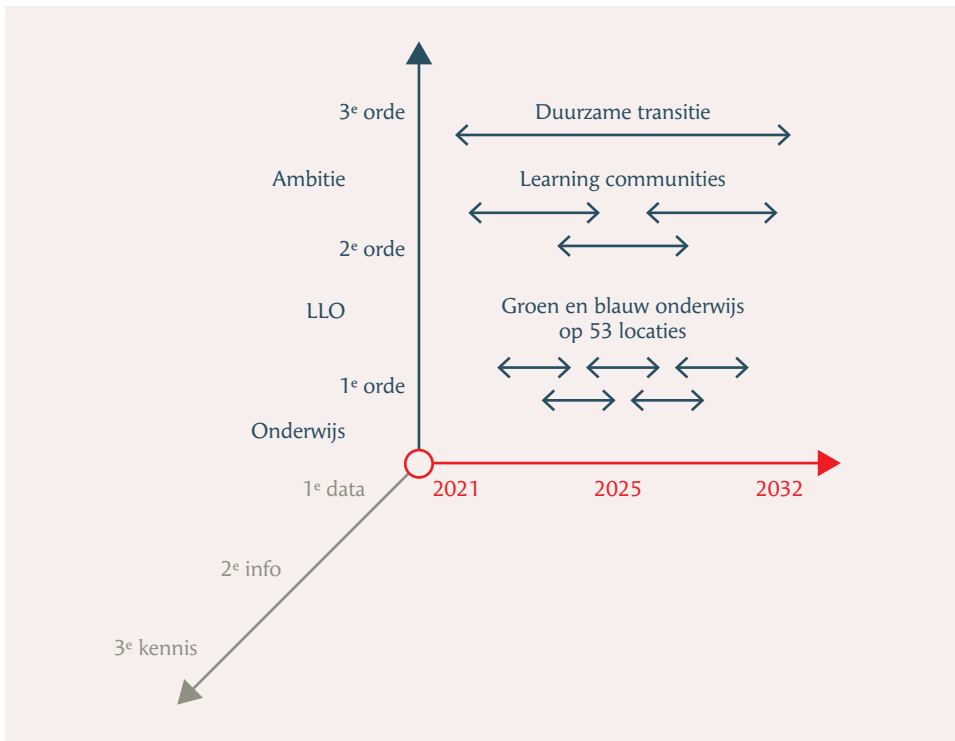 3e orde
Duurzame transitie
Ambitie
Learning communities
2e orde
LLO
Groen en blauw onderwijs
op 53 locaties
1e orde
Onderwijs
1e data
2021
2025
2032
2e info
3e kennis